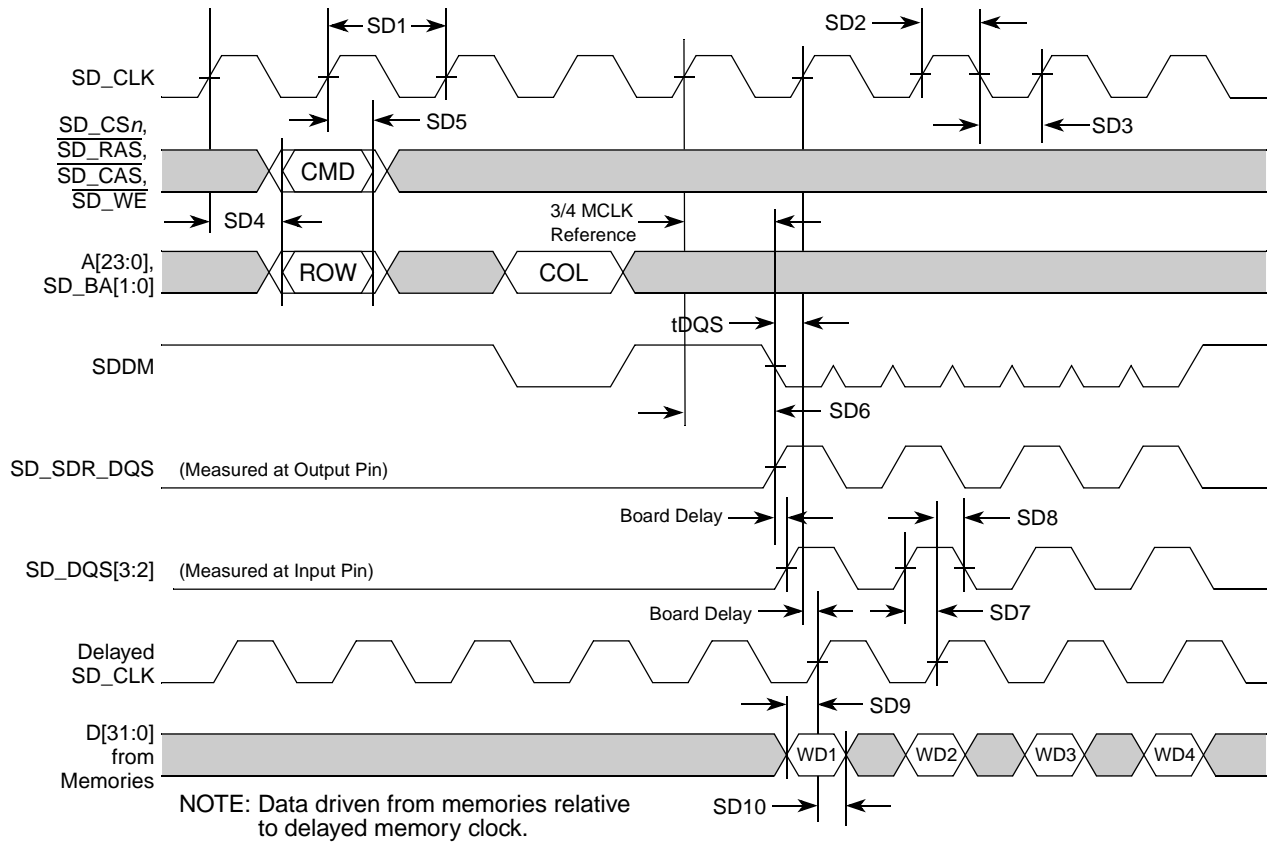 SD1
SD2
SD_CLK
SD5
SD3
SD_CSn,
SD_RAS,
SD_CAS,
SD_WE
CMD
SD4
3/4 MCLK
Reference
A[23:0],
SD_BA[1:0]
ROW
COL
tDQS
SDDM
SD6
SD_SDR_DQS
(Measured at Output Pin)
Board Delay
SD8
SD_DQS[3:2]
(Measured at Input Pin)
Board Delay
SD7
Delayed
SD_CLK
SD9
D[31:0]
from
Memories
WD1
WD2
WD3
WD4
NOTE: Data driven from memories relative
to delayed memory clock.
SD10